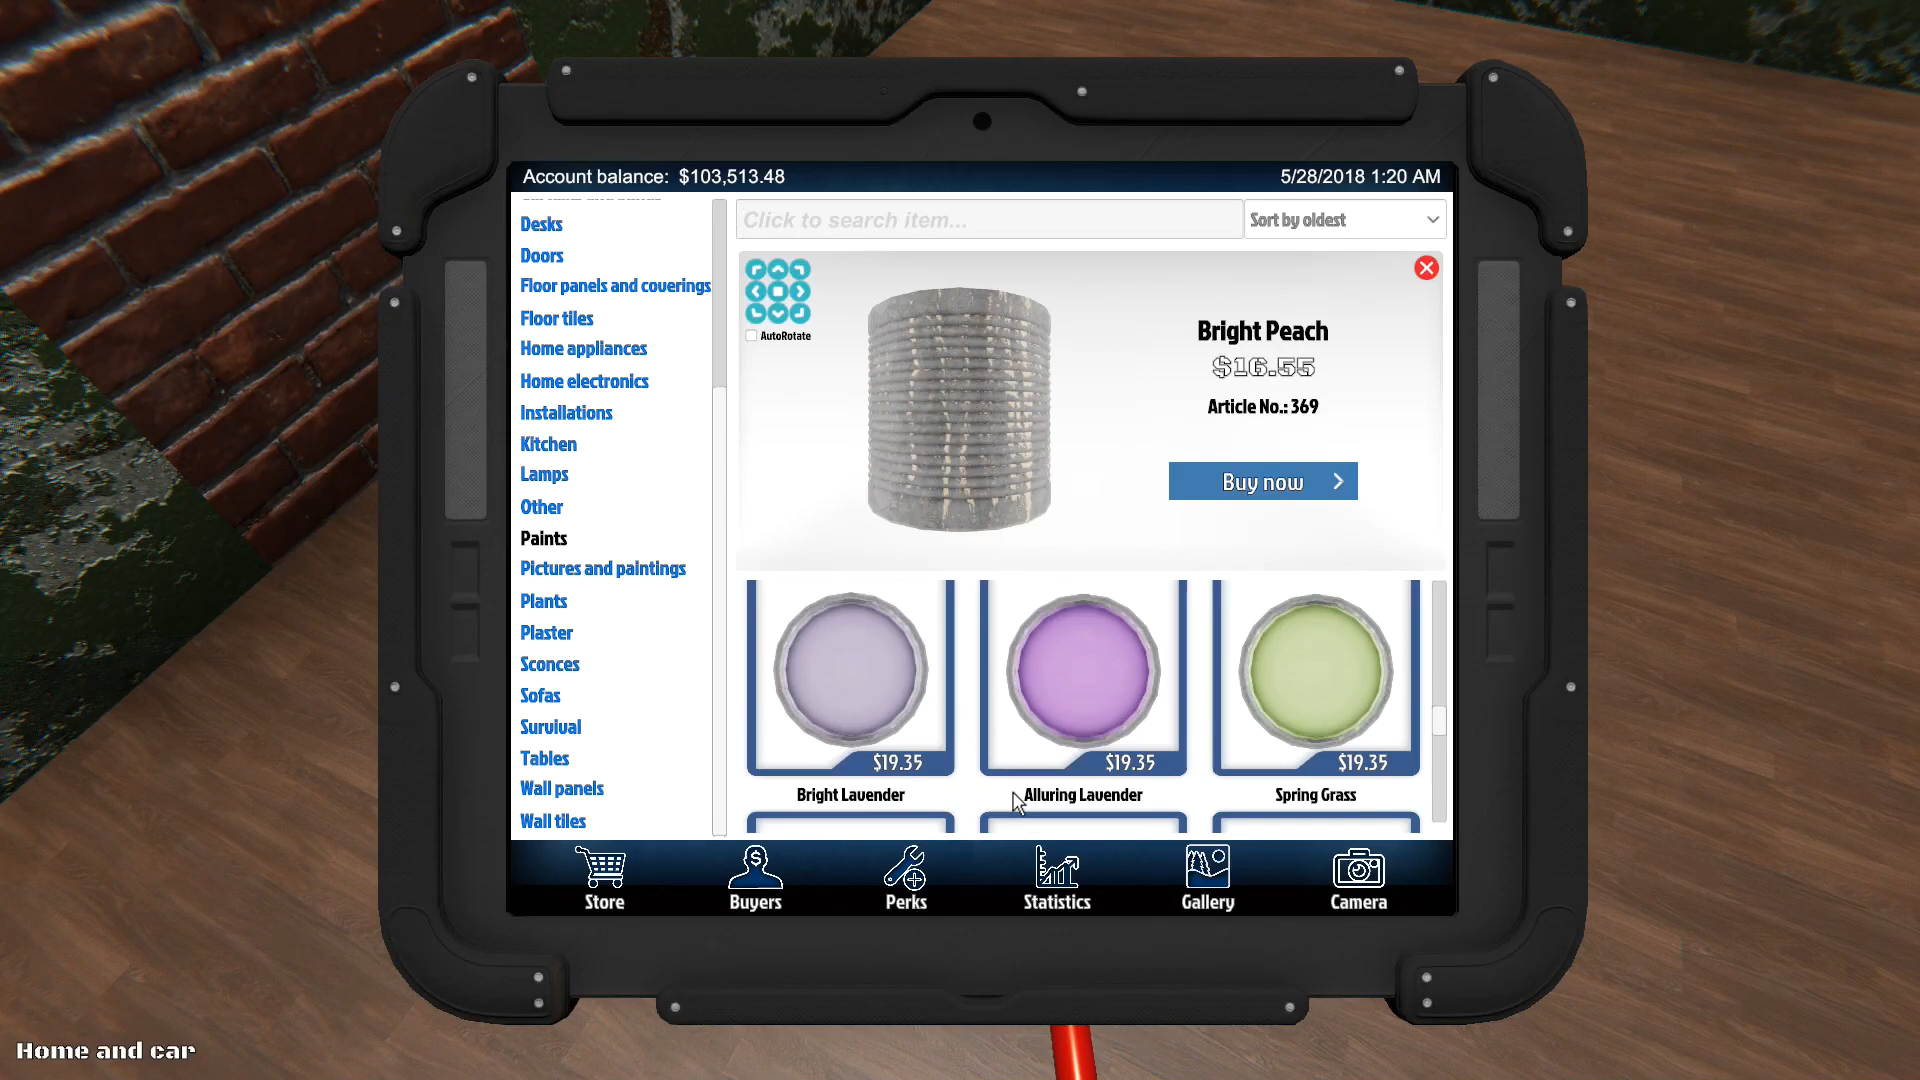 Account balance: $103,513.48
5/28/2018 1:20 AM
Desks
Doors
Floor panels and coverings
Floor tiles
Home appliances
Home electronics
Installations
Kitchen
Lamps
Other
Paints
Pictures and paintings
Plants
Plaster
Sconces
Sofas
Survival
Tables
Wall panels
Wall tiles
Click to search item...
Sort by oldest
AutoRotate
Bright Peach
$16.55
Article No.: 369
Buy now
$19.35
$19.35
$19.35
Bright Lavender
Alluring Lavender
Spring Grass
Store
Buyers
Perks
Statistics
Gallery
Camera
Home and car